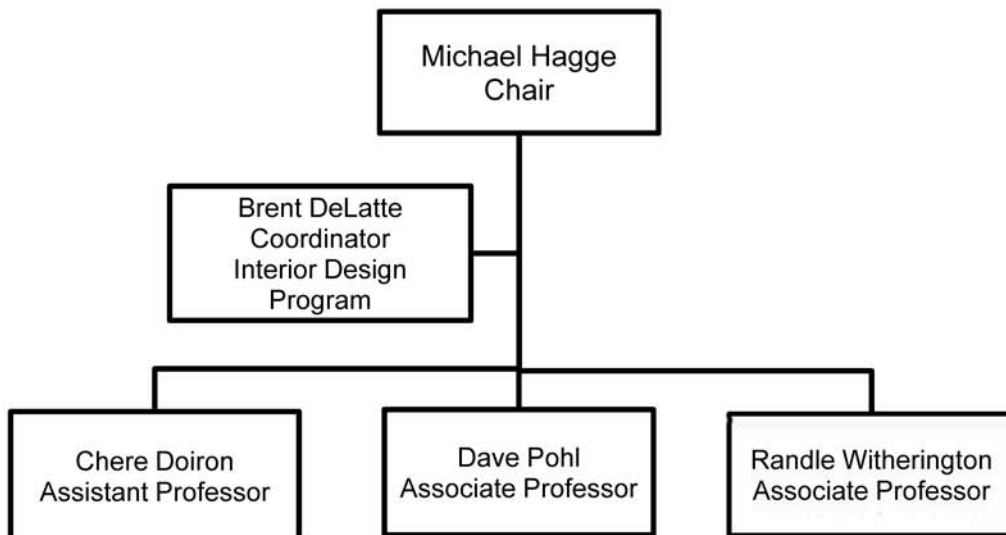 Michael Hagge
Chair
Brent DeLatte
Coordinator
Interior Design
Program
Chere Doiron
Assistant Professor
Dave Pohl
Associate Professor
Randle Witherington
Associate Professor